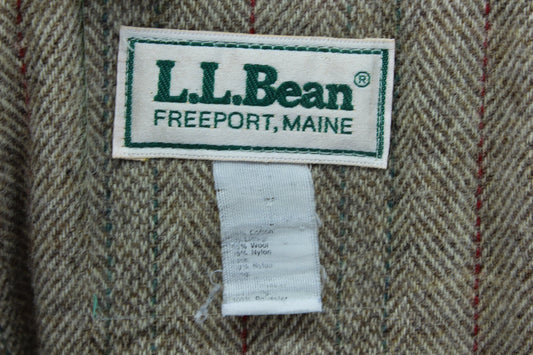 L.L.Bean®
FREEPORT, MAINE
% Cotton
% Wool
% Nylon
% Nylon
100% Polyester